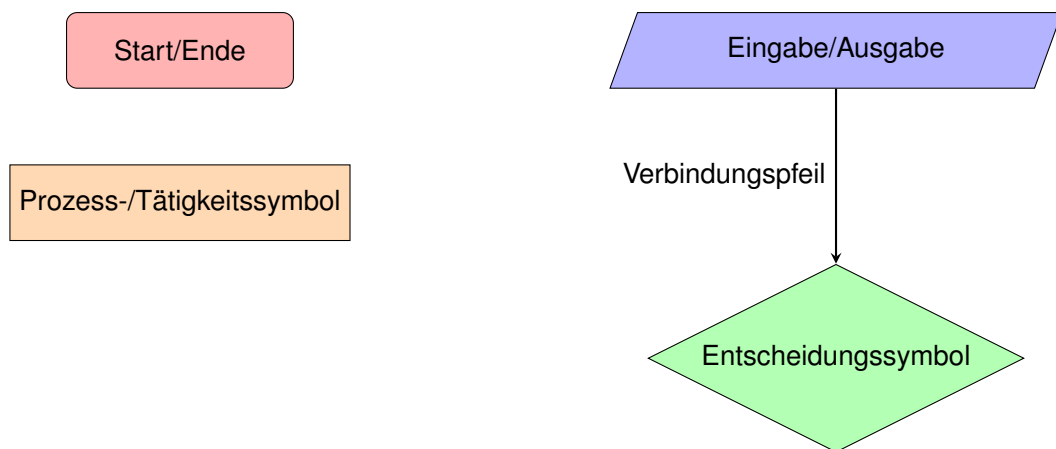 Start/Ende
Eingabe/Ausgabe
Verbindungspfeil
Prozess-/Tätigkeitssymbol
Entscheidungssymbol